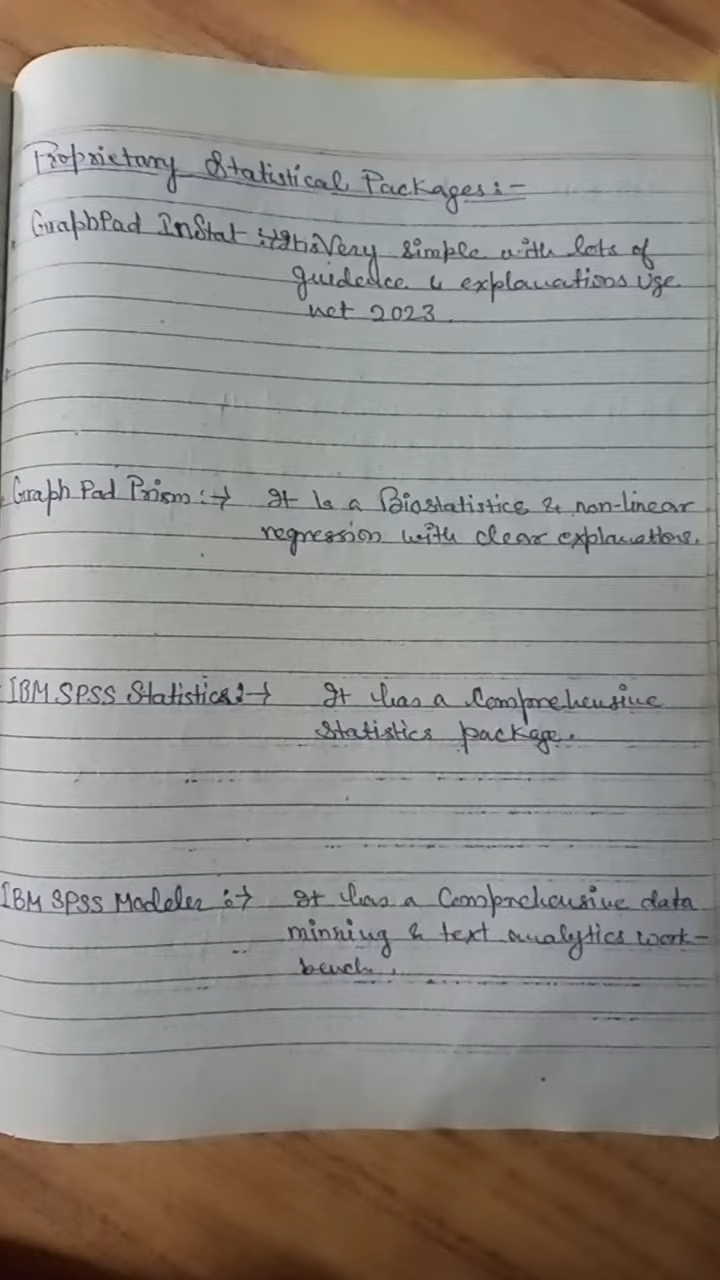 Proprietary Statistical Packages:-
GraphPad InStat :→ It is Very simple with lots of
guidence & explanations Uge
net 2023.
Graph Pad Prism :→ It Is a Biostatistics & non-linear
regression with clear explanations.
IBM SPSS Statistics :→ It has a Comprehensive
Statistics package.
IBM SPSS Modeler :→ It has a Comprehensive data
minning & text analytics work-
bench.